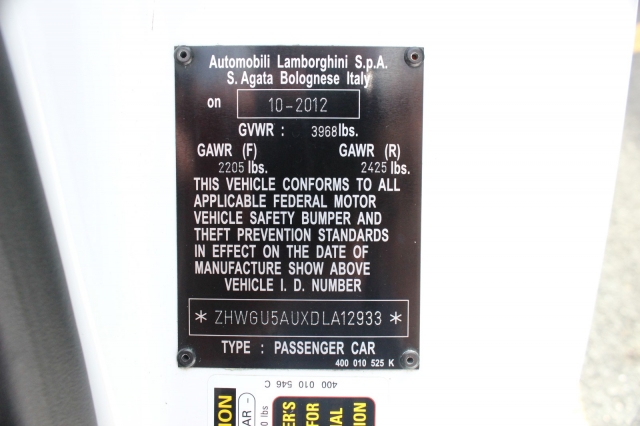 Automobili Lamborghini S.p.A.
S. Agata Bolognese Italy
on 10-2012
GVWR : 3968lbs.
GAWR (F) GAWR (R)
2205 lbs. 2425 lbs.
THIS VEHICLE CONFORMS TO ALL
APPLICABLE FEDERAL MOTOR
VEHICLE SAFETY BUMPER AND
THEFT PREVENTION STANDARDS
IN EFFECT ON THE DATE OF
MANUFACTURE SHOW ABOVE
VEHICLE I. D. NUMBER
* ZHWGU5AUXDLA12933 *
TYPE : PASSENGER CAR
400 010 525 K
400 010 546 C